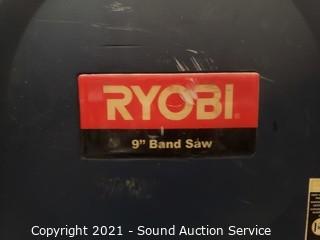 RYOBI®
9" Band Saw
Copyright 2021 - Sound Auction Service